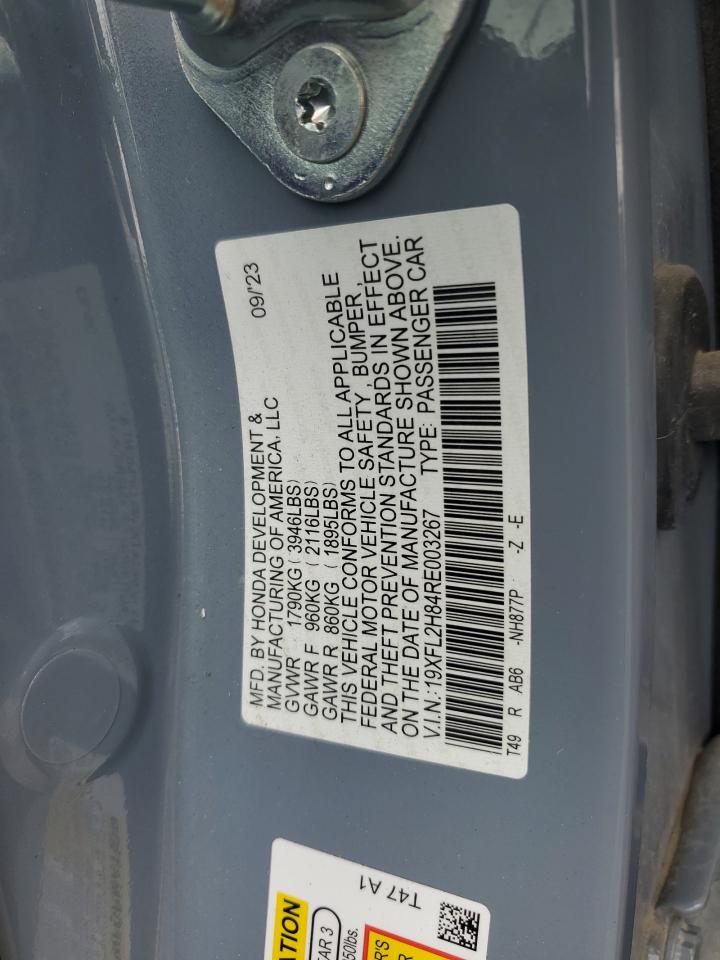 MFD. BY HONDA DEVELOPMENT &
MANUFACTURING OF AMERICA, LLC 09/'23
GVWR 1790KG (3946LBS)
GAWR F 960KG (2116LBS)
GAWR R 860KG (1895LBS)
THIS VEHICLE CONFORMS TO ALL APPLICABLE
FEDERAL MOTOR VEHICLE SAFETY, BUMPER,
AND THEFT PREVENTION STANDARDS IN EFFECT
ON THE DATE OF MANUFACTURE SHOWN ABOVE.
V.I.N.: 19XFL2H84RE003267 TYPE: PASSENGER CAR
T49 R AB6 -NH877P -Z -E
T47 A1